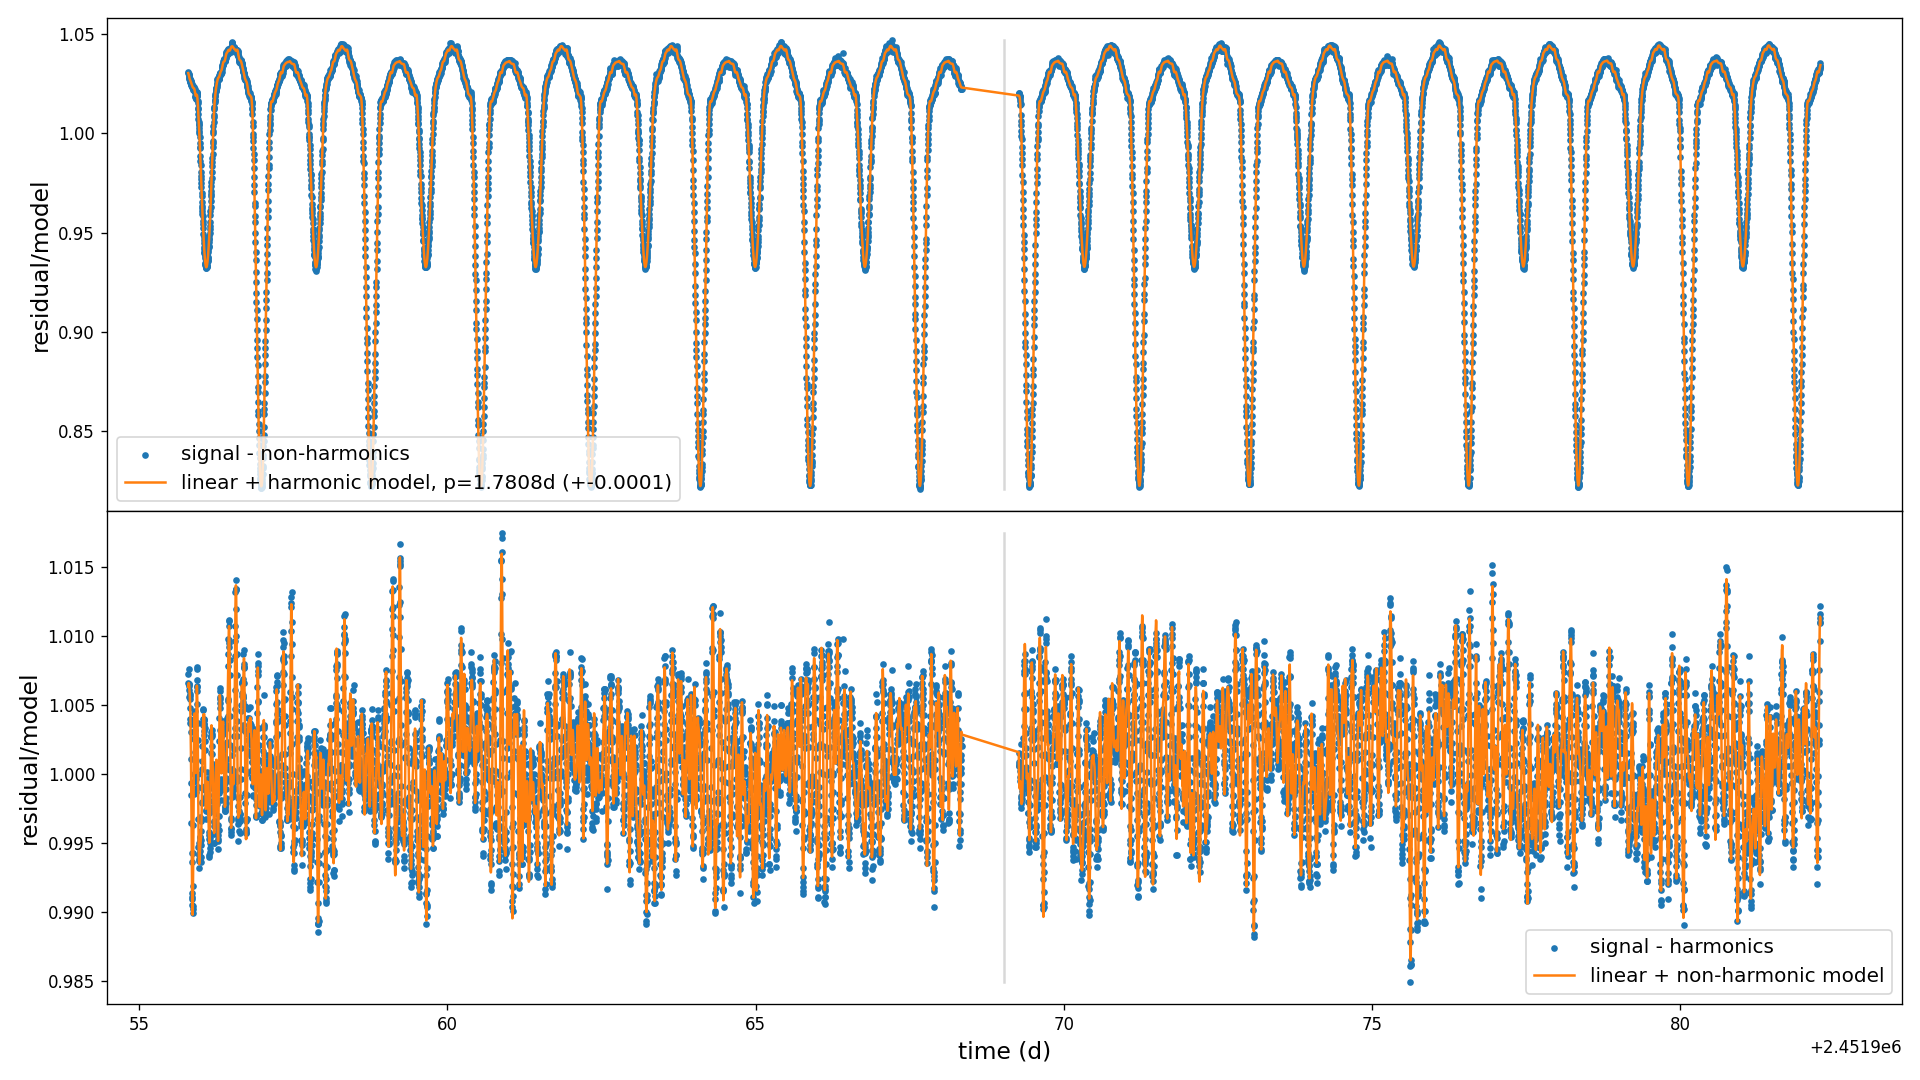 1.05
1.00
0.95
0.90
0.85
residual/model
signal - non-harmonics
linear + harmonic model, p=1.7808d (+-0.0001)
1.015
1.010
1.005
1.000
0.995
0.990
0.985
residual/model
signal - harmonics
linear + non-harmonic model
55 60 65 70 75 80
time (d)
+2.4519e6